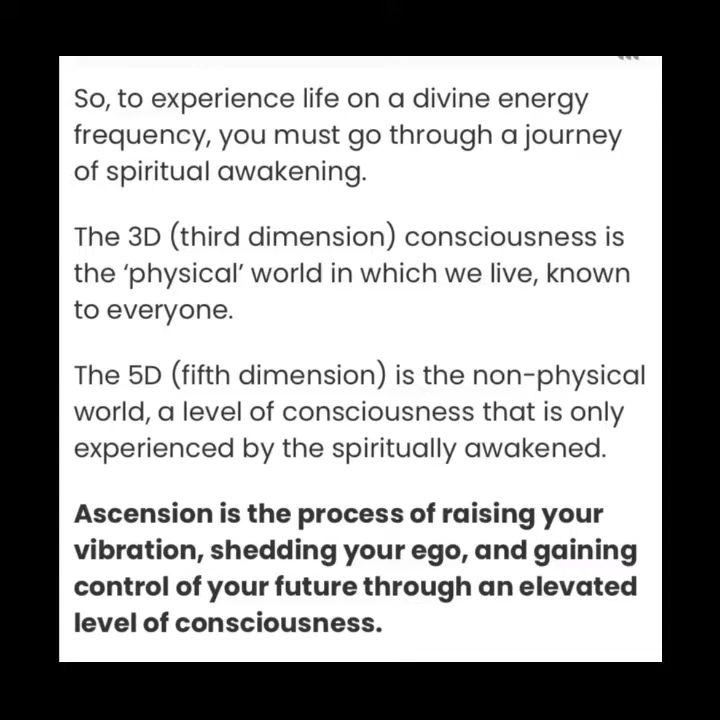 So, to experience life on a divine energy
frequency, you must go through a journey
of spiritual awakening.
The 3D (third dimension) consciousness is
the ‘physical’ world in which we live, known
to everyone.
The 5D (fifth dimension) is the non-physical
world, a level of consciousness that is only
experienced by the spiritually awakened.
Ascension is the process of raising your
vibration, shedding your ego, and gaining
control of your future through an elevated
level of consciousness.